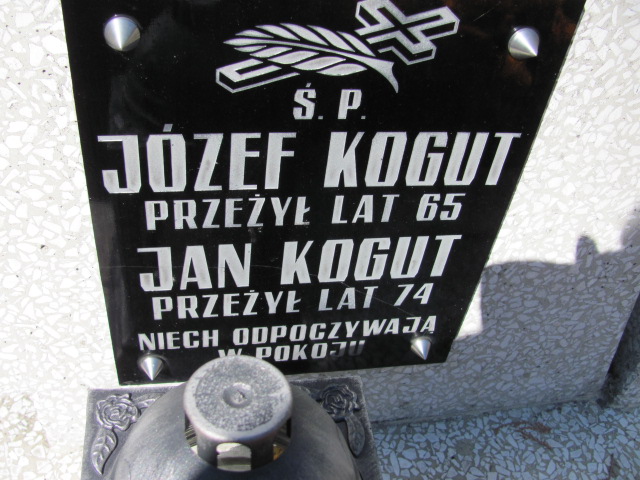 Ś. P.
JÓZEF KOGUT
PRZEŻYŁ LAT 65
JAN KOGUT
PRZEŻYŁ LAT 74
NIECH ODPOCZYWAJĄ
W POKOJU